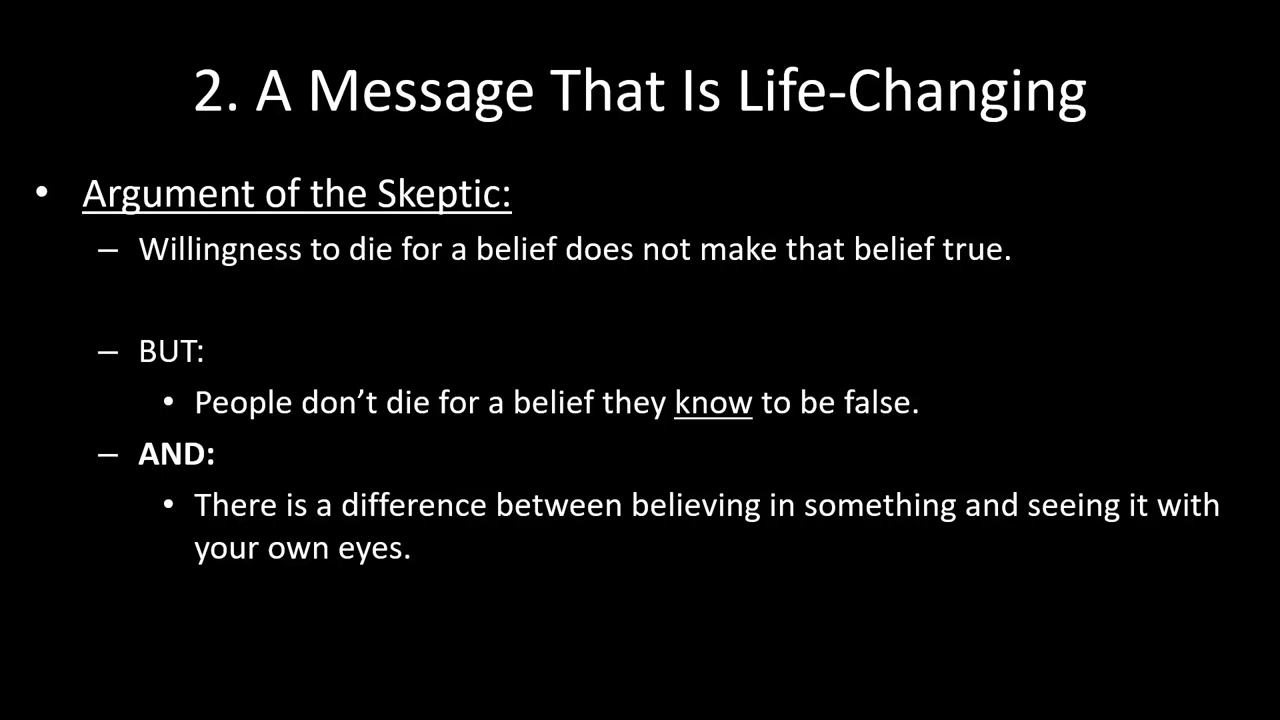 2. A Message That Is Life-Changing
• Argument of the Skeptic:
– Willingness to die for a belief does not make that belief true.
– BUT:
• People don’t die for a belief they know to be false.
– AND:
• There is a difference between believing in something and seeing it with
your own eyes.